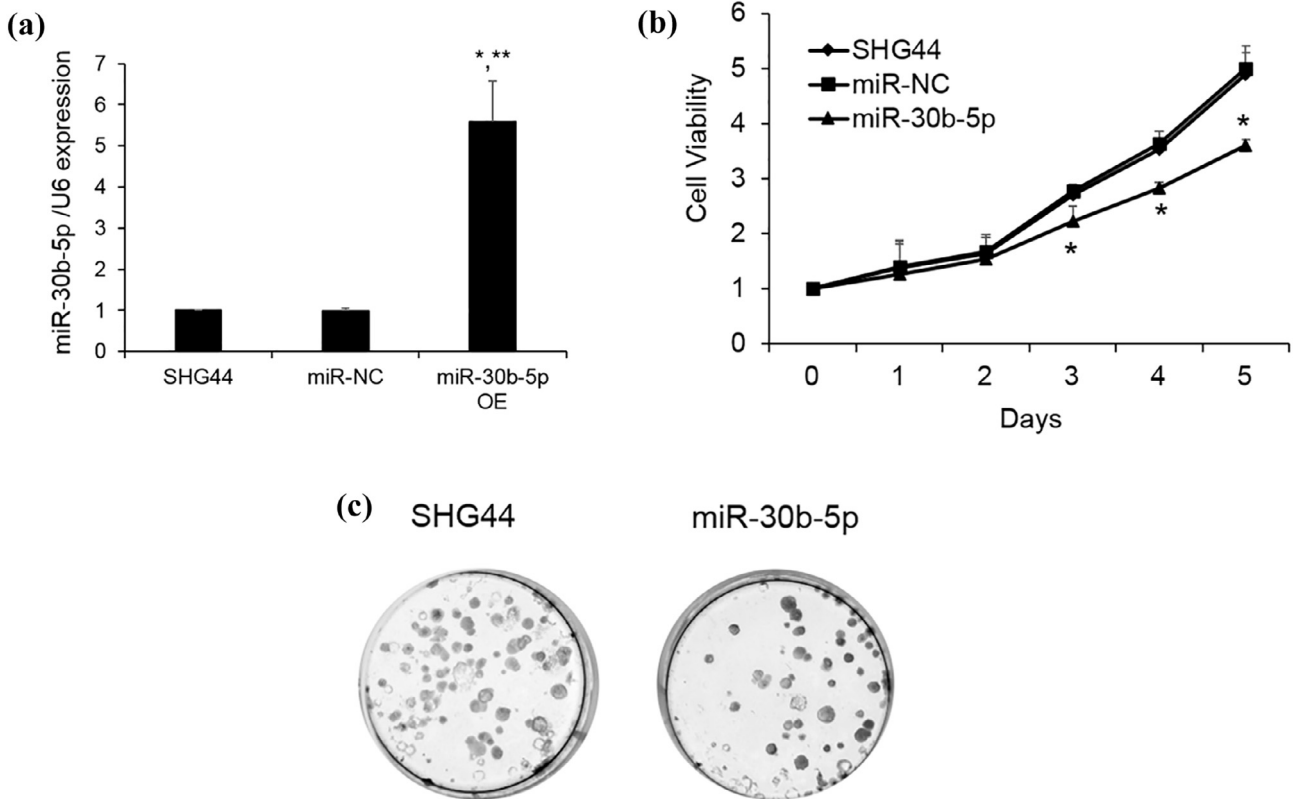 (a)
miR-30b-5p /U6 expression
7
6
5
4
3
2
1
0
*,**
SHG44
miR-NC
miR-30b-5p
OE
(b)
Cell Viability
6
5
4
3
2
1
0
SHG44
miR-NC
miR-30b-5p
*
*
*
0 1 2 3 4 5
Days
(c)
SHG44
miR-30b-5p